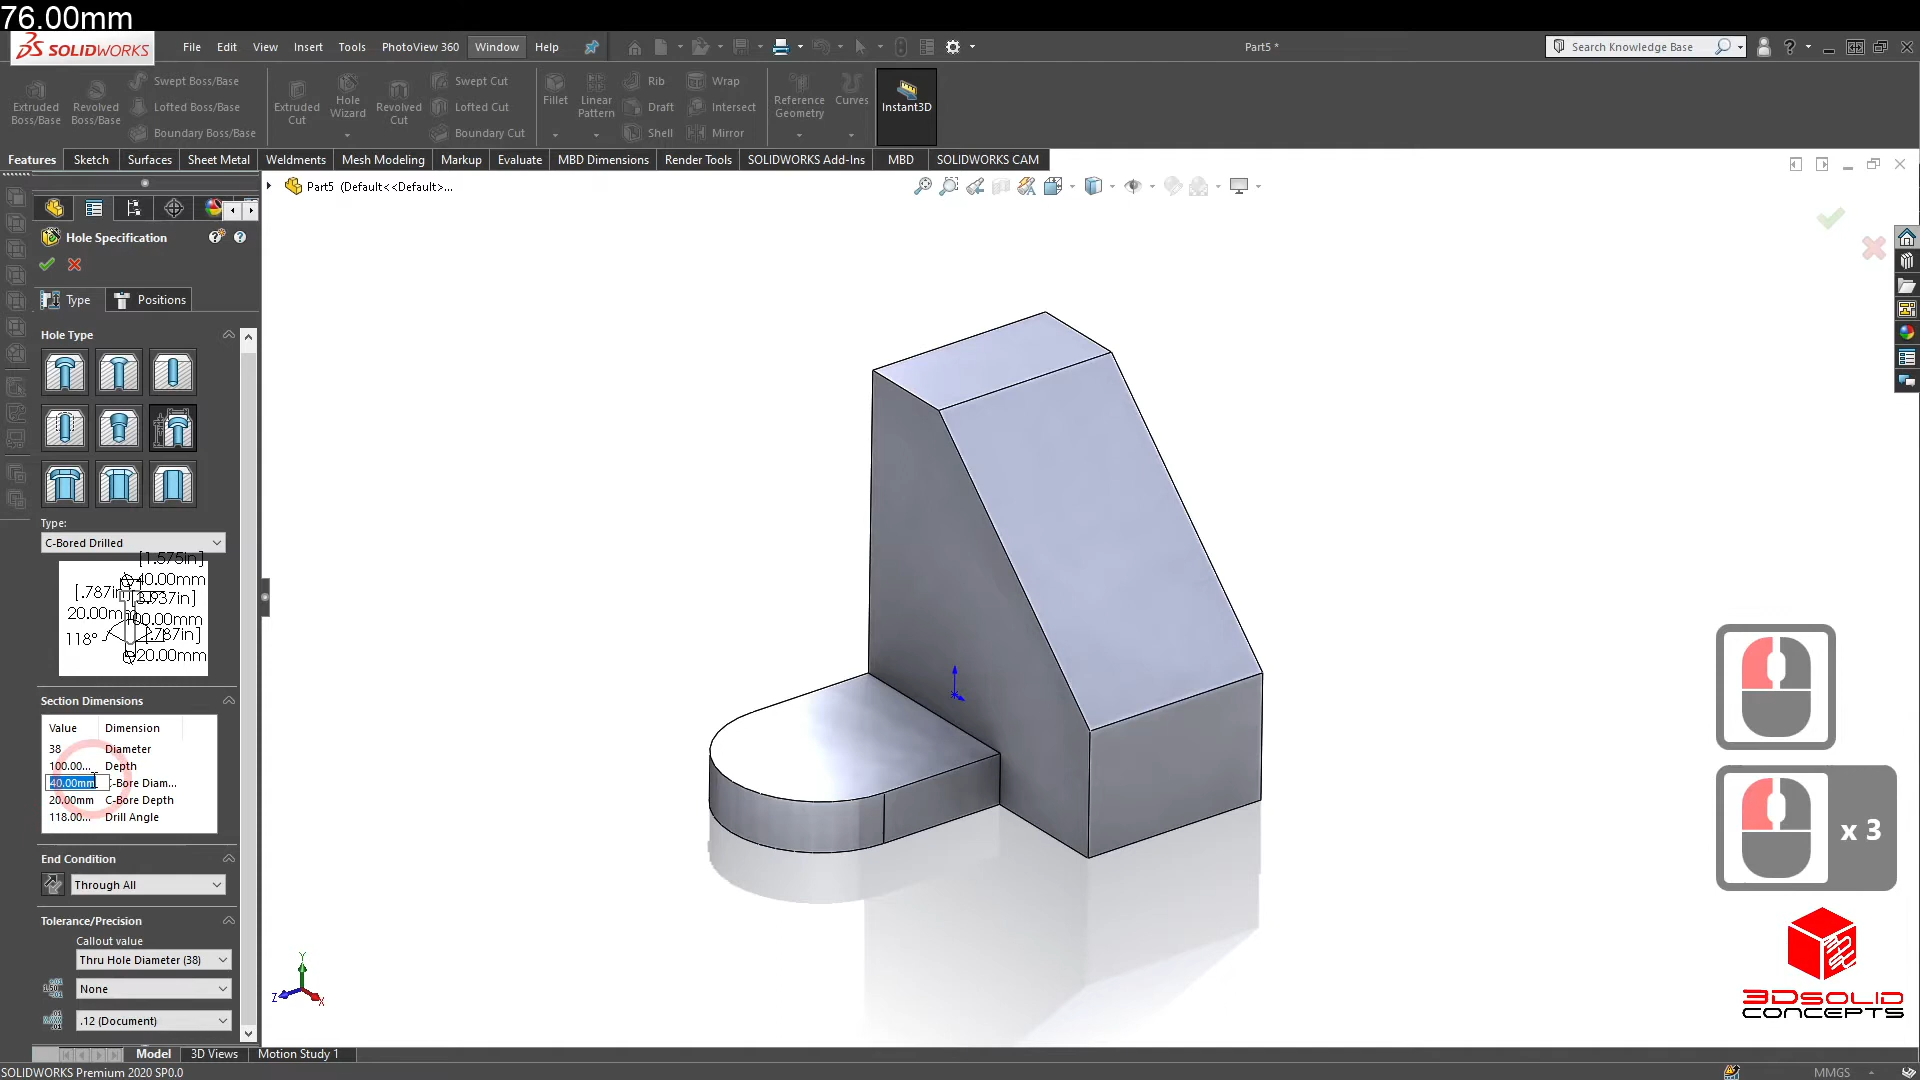 76.00mm
SOLIDWORKS File Edit View Insert Tools PhotoView 360 Window Help Part5 * Search Knowledge Base ?
Extruded Boss/Base
Revolved Boss/Base
Swept Boss/Base
Lofted Boss/Base
Boundary Boss/Base
Extruded Cut
Hole Wizard
Revolved Cut
Swept Cut
Lofted Cut
Boundary Cut
Fillet
Linear Pattern
Rib
Draft
Shell
Wrap
Intersect
Mirror
Reference Geometry
Curves
Instant3D
Features Sketch Surfaces Sheet Metal Weldments Mesh Modeling Markup Evaluate MBD Dimensions Render Tools SOLIDWORKS Add-Ins MBD SOLIDWORKS CAM
Part5 (Default<<Default>...
Hole Specification
Type Positions
Hole Type
Type:
C-Bored Drilled
[1.575in]
40.00mm
[.787in]
20.00mm
[3.937in]
100.00mm
118°
[.787in]
20.00mm
Section Dimensions
Value Dimension
38 Diameter
100.00... Depth
40.00mm C-Bore Diam...
20.00mm C-Bore Depth
118.00... Drill Angle
End Condition
Through All
Tolerance/Precision
Callout value
Thru Hole Diameter (38)
None
.12 (Document)
Y
Z
X
x 3
3DSOLID
CONCEPTS
Model 3D Views Motion Study 1
SOLIDWORKS Premium 2020 SP0.0 MMGS